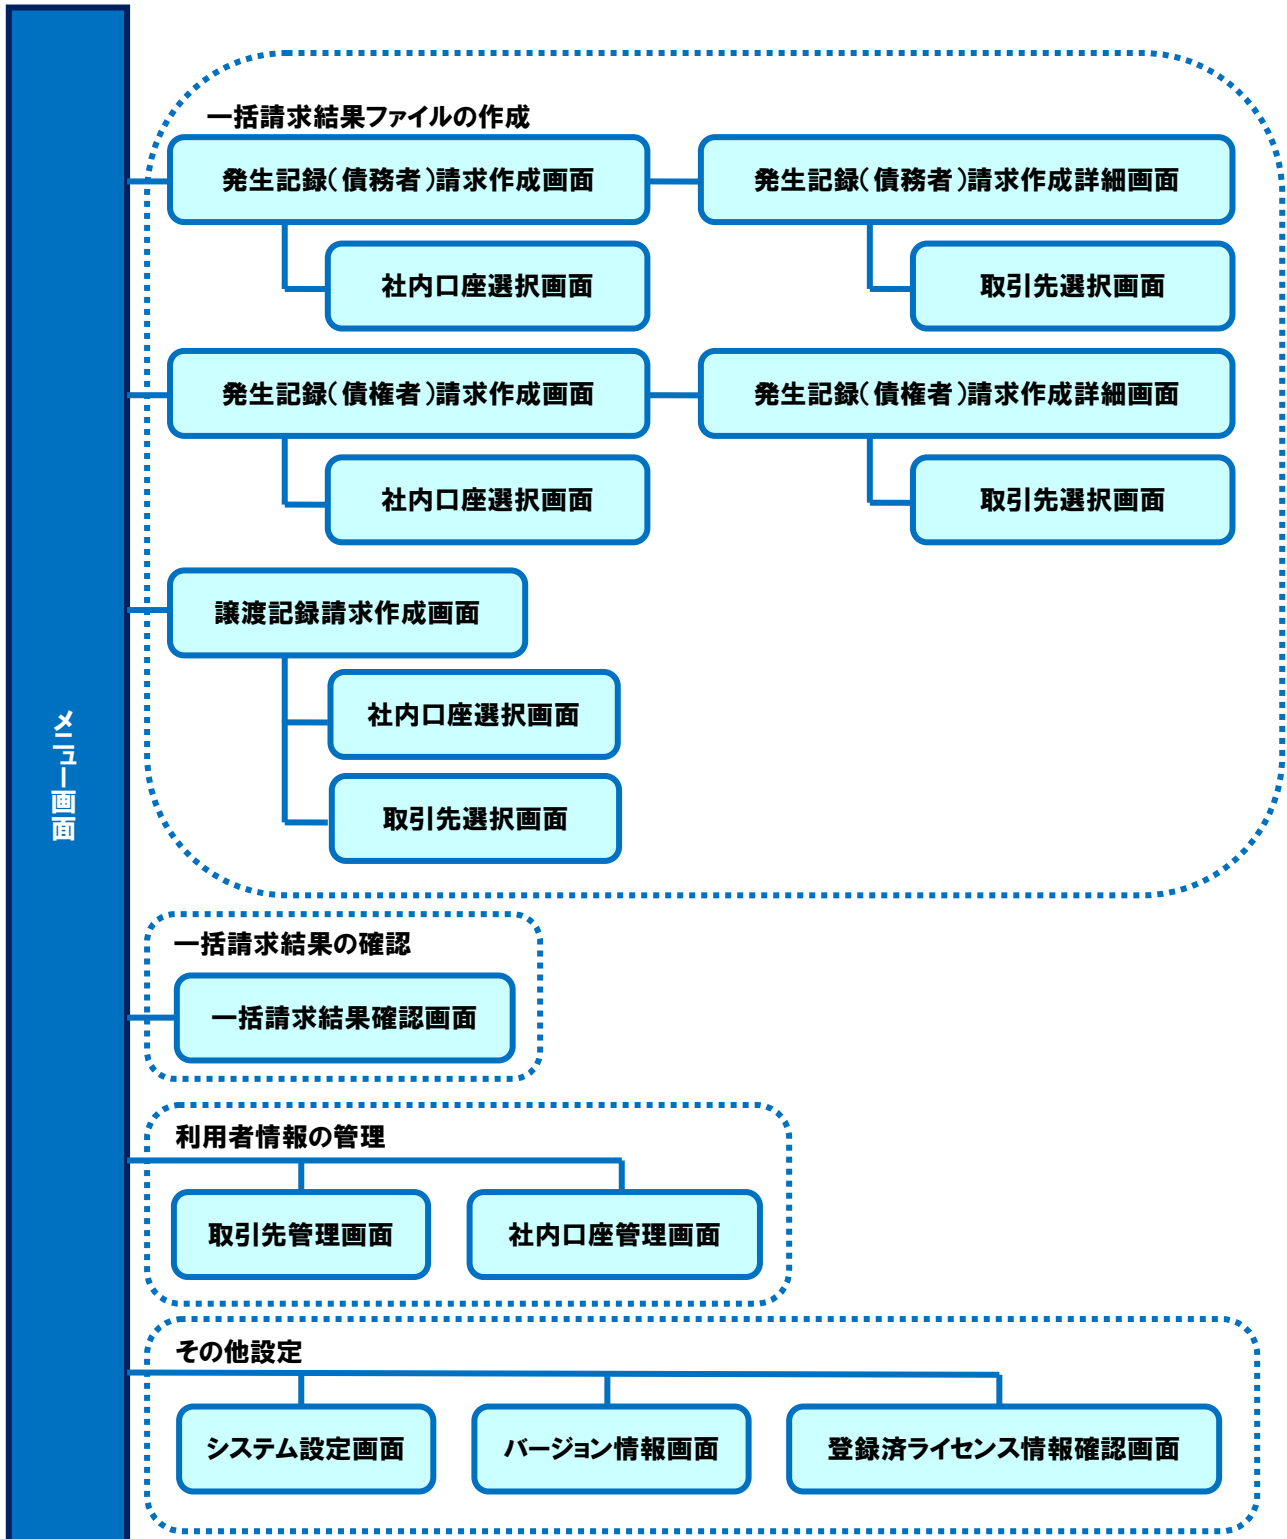 メニュー画面
一括請求結果ファイルの作成
発生記録（債務者）請求作成画面
発生記録（債務者）請求作成詳細画面
社内口座選択画面
取引先選択画面
発生記録（債権者）請求作成画面
発生記録（債権者）請求作成詳細画面
社内口座選択画面
取引先選択画面
譲渡記録請求作成画面
社内口座選択画面
取引先選択画面
一括請求結果の確認
一括請求結果確認画面
利用者情報の管理
取引先管理画面
社内口座管理画面
その他設定
システム設定画面
バージョン情報画面
登録済ライセンス情報確認画面